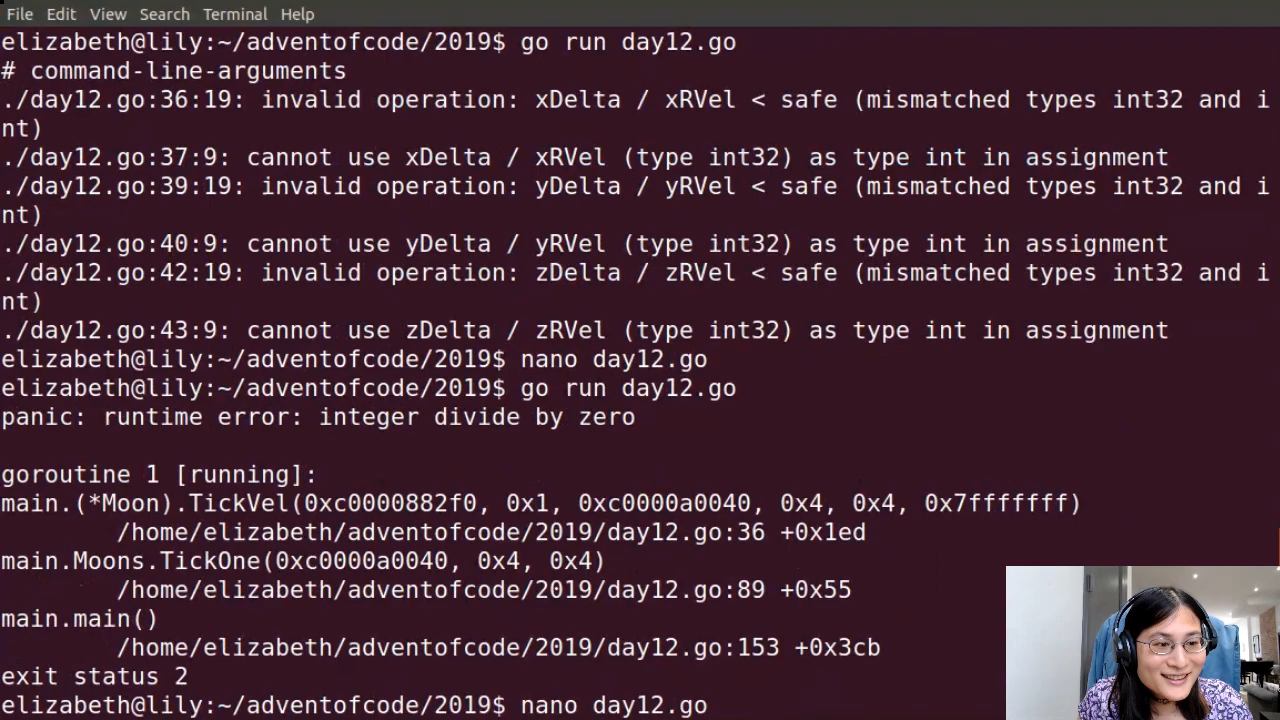 File Edit View Search Terminal Help
elizabeth@lily:~/adventofcode/2019$ go run day12.go
# command-line-arguments
./day12.go:36:19: invalid operation: xDelta / xRVel < safe (mismatched types int32 and i
nt)
./day12.go:37:9: cannot use xDelta / xRVel (type int32) as type int in assignment
./day12.go:39:19: invalid operation: yDelta / yRVel < safe (mismatched types int32 and i
nt)
./day12.go:40:9: cannot use yDelta / yRVel (type int32) as type int in assignment
./day12.go:42:19: invalid operation: zDelta / zRVel < safe (mismatched types int32 and i
nt)
./day12.go:43:9: cannot use zDelta / zRVel (type int32) as type int in assignment
elizabeth@lily:~/adventofcode/2019$ nano day12.go
elizabeth@lily:~/adventofcode/2019$ go run day12.go
panic: runtime error: integer divide by zero
goroutine 1 [running]:
main.(*Moon).TickVel(0xc0000882f0, 0x1, 0xc0000a0040, 0x4, 0x4, 0x7fffffff)
/home/elizabeth/adventofcode/2019/day12.go:36 +0x1ed
main.Moons.TickOne(0xc0000a0040, 0x4, 0x4)
/home/elizabeth/adventofcode/2019/day12.go:89 +0x55
main.main()
/home/elizabeth/adventofcode/2019/day12.go:153 +0x3cb
exit status 2
elizabeth@lily:~/adventofcode/2019$ nano day12.go